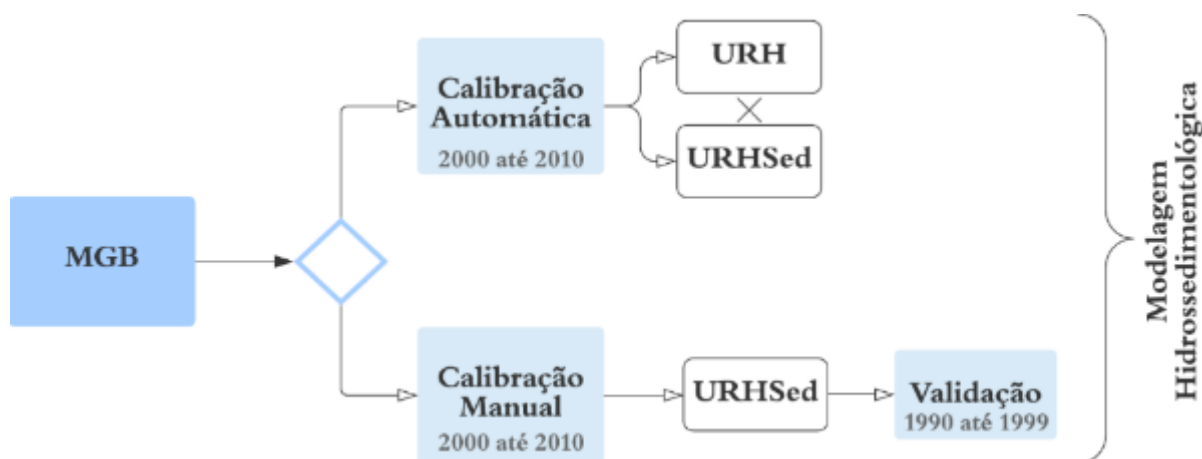 MGB
Calibração
Automática
2000 até 2010
URH
URHSed
Calibração
Manual
2000 até 2010
URHSed
Validação
1990 até 1999
Modelagem
Hidrossedimentológica